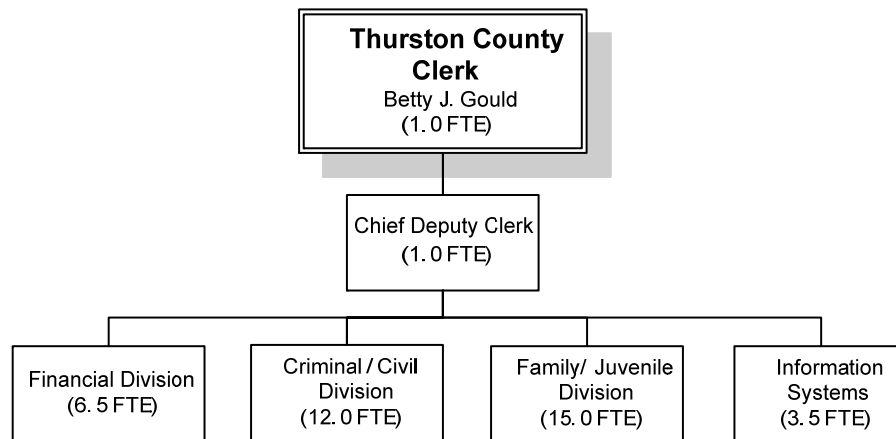 Thurston County
Clerk
Betty J. Gould
(1.0 FTE)
Chief Deputy Clerk
(1.0 FTE)
Financial Division
(6.5 FTE)
Criminal / Civil
Division
(12.0 FTE)
Family/ Juvenile
Division
(15.0 FTE)
Information
Systems
(3.5 FTE)